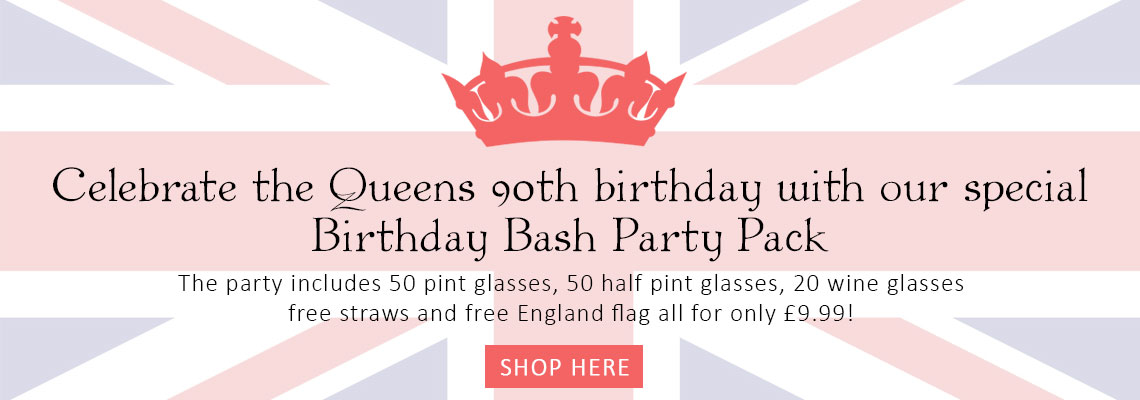 Celebrate the Queens 90th birthday with our special
Birthday Bash Party Pack
The party includes 50 pint glasses, 50 half pint glasses, 20 wine glasses
free straws and free England flag all for only £9.99!
SHOP HERE